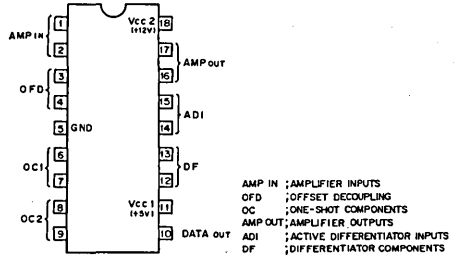 1 Vcc 2 (+12V) 18
AMP IN
2 17
AMP OUT
3 16
OFD
4 15
ADI
5 GND 14
6 13
OC1 DF
7 12
8 Vcc 1 (+5V) 11
OC2
9 10 DATA OUT
AMP IN ; AMPLIFIER INPUTS
OFD ; OFFSET DECOUPLING
OC ; ONE-SHOT COMPONENTS
AMP OUT ; AMPLIFIER OUTPUTS
ADI ; ACTIVE DIFFERENTIATOR INPUTS
DF ; DIFFERENTIATOR COMPONENTS